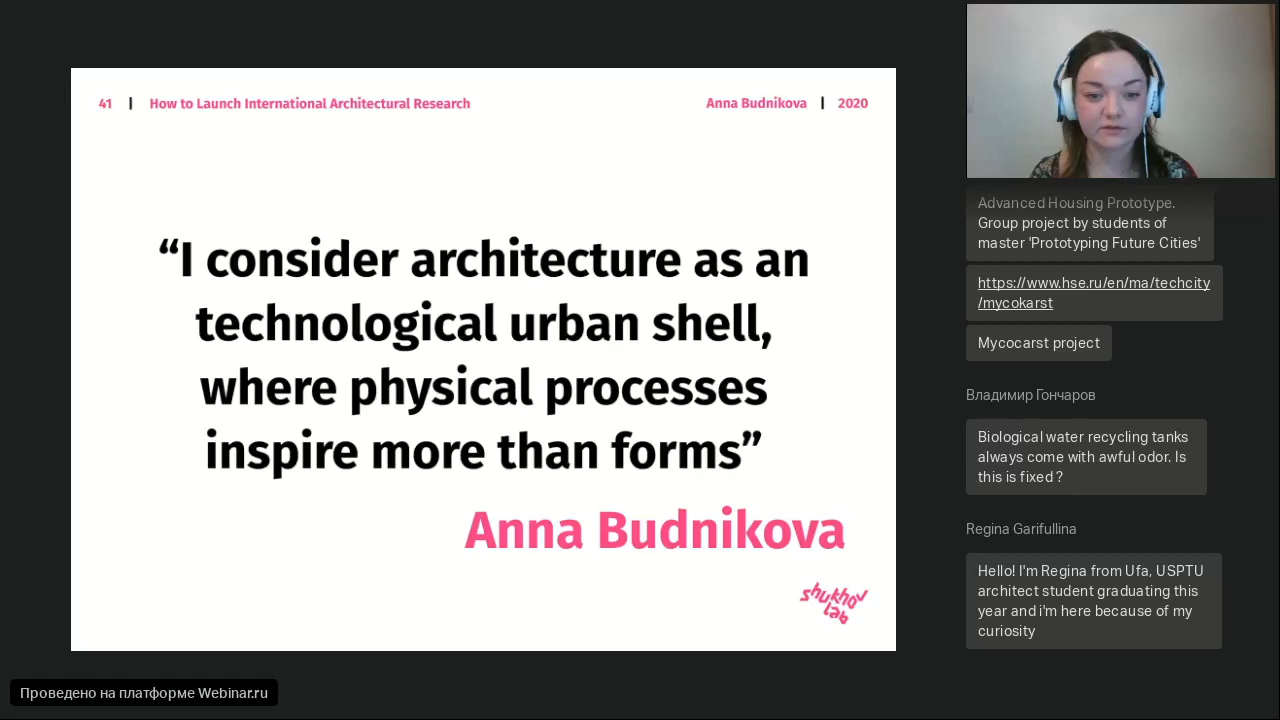 41 | How to Launch International Architectural Research
Anna Budnikova | 2020
“I consider architecture as an
technological urban shell,
where physical processes
inspire more than forms”
Anna Budnikova
shukhov
lab
Advanced Housing Prototype.
Group project by students of
master 'Prototyping Future Cities'
https://www.hse.ru/en/ma/techcity
/mycokarst
Mycocarst project
Владимир Гончаров
Biological water recycling tanks
always come with awful odor. Is
this is fixed ?
Regina Garifullina
Hello! I'm Regina from Ufa, USPTU
architect student graduating this
year and i'm here because of my
curiosity
Проведено на платформе Webinar.ru